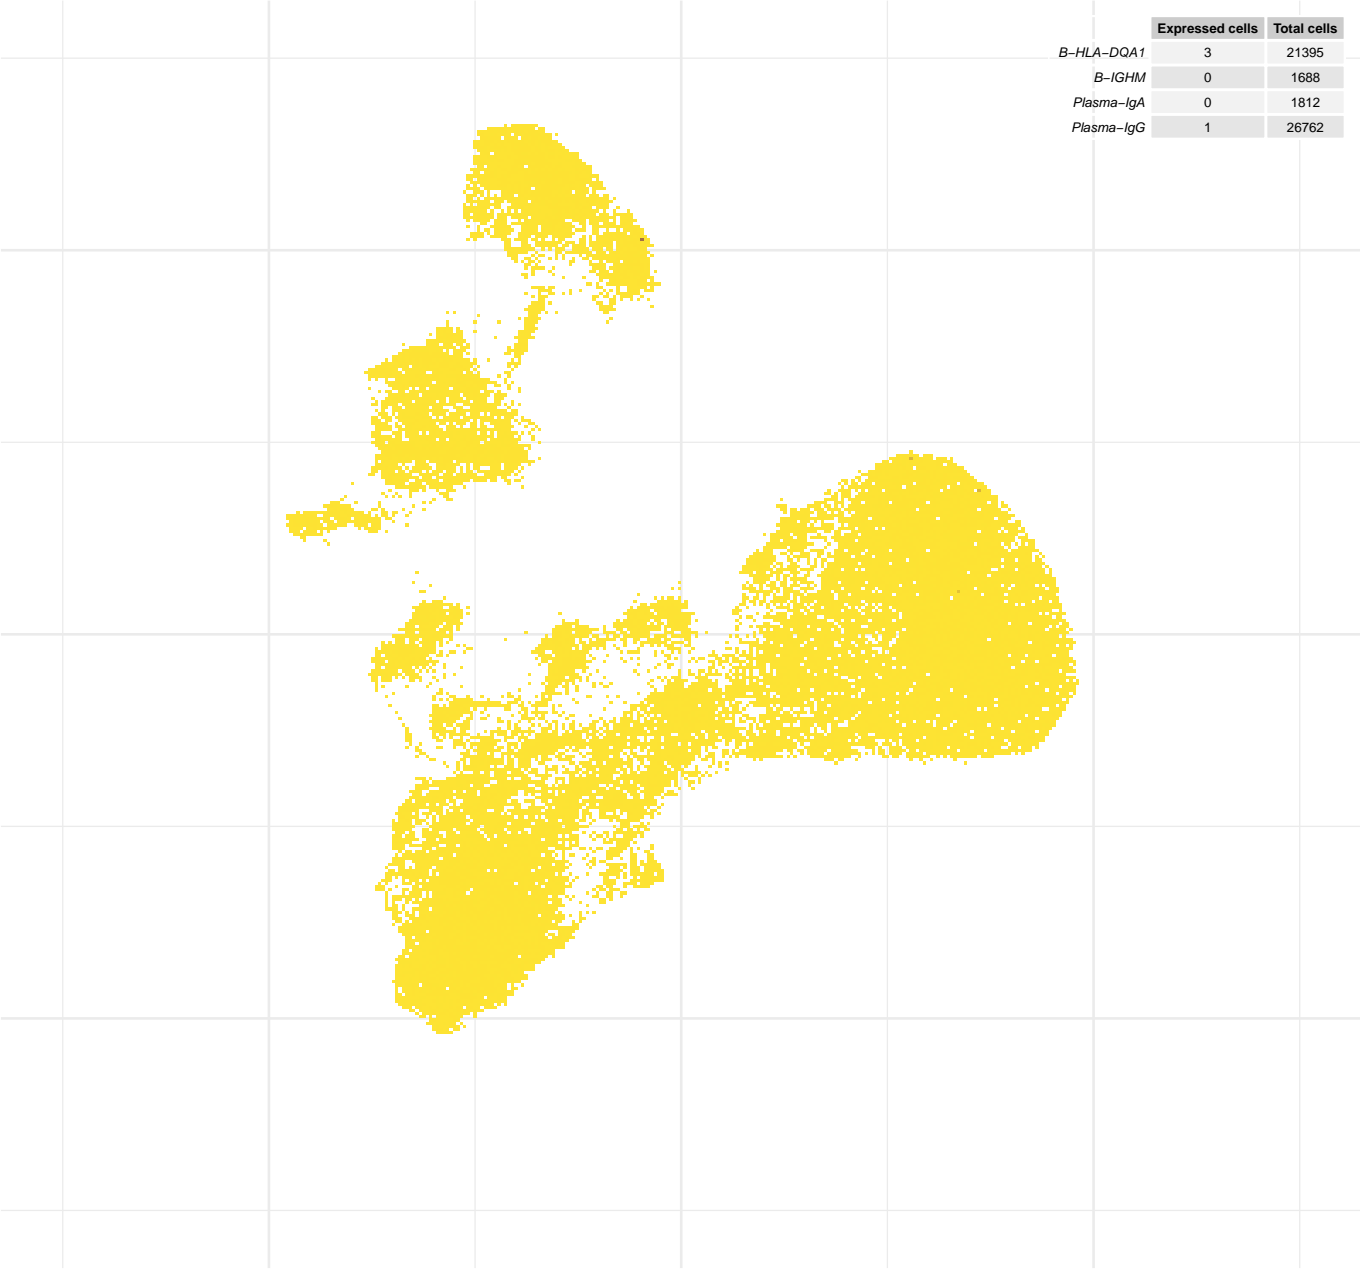 Expressed cells Total cells
B−HLA−DQA1 3 21395
B−IGHM 0 1688
Plasma−IgA 0 1812
Plasma−IgG 1 26762